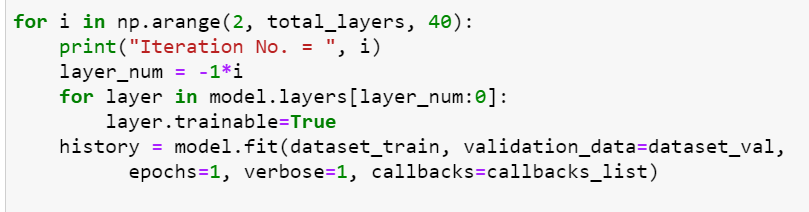 for i in np.arange(2, total_layers, 40):
    print("Iteration No. = ", i)
    layer_num = -1*i
    for layer in model.layers[layer_num:0]:
        layer.trainable=True
    history = model.fit(dataset_train, validation_data=dataset_val,
          epochs=1, verbose=1, callbacks=callbacks_list)